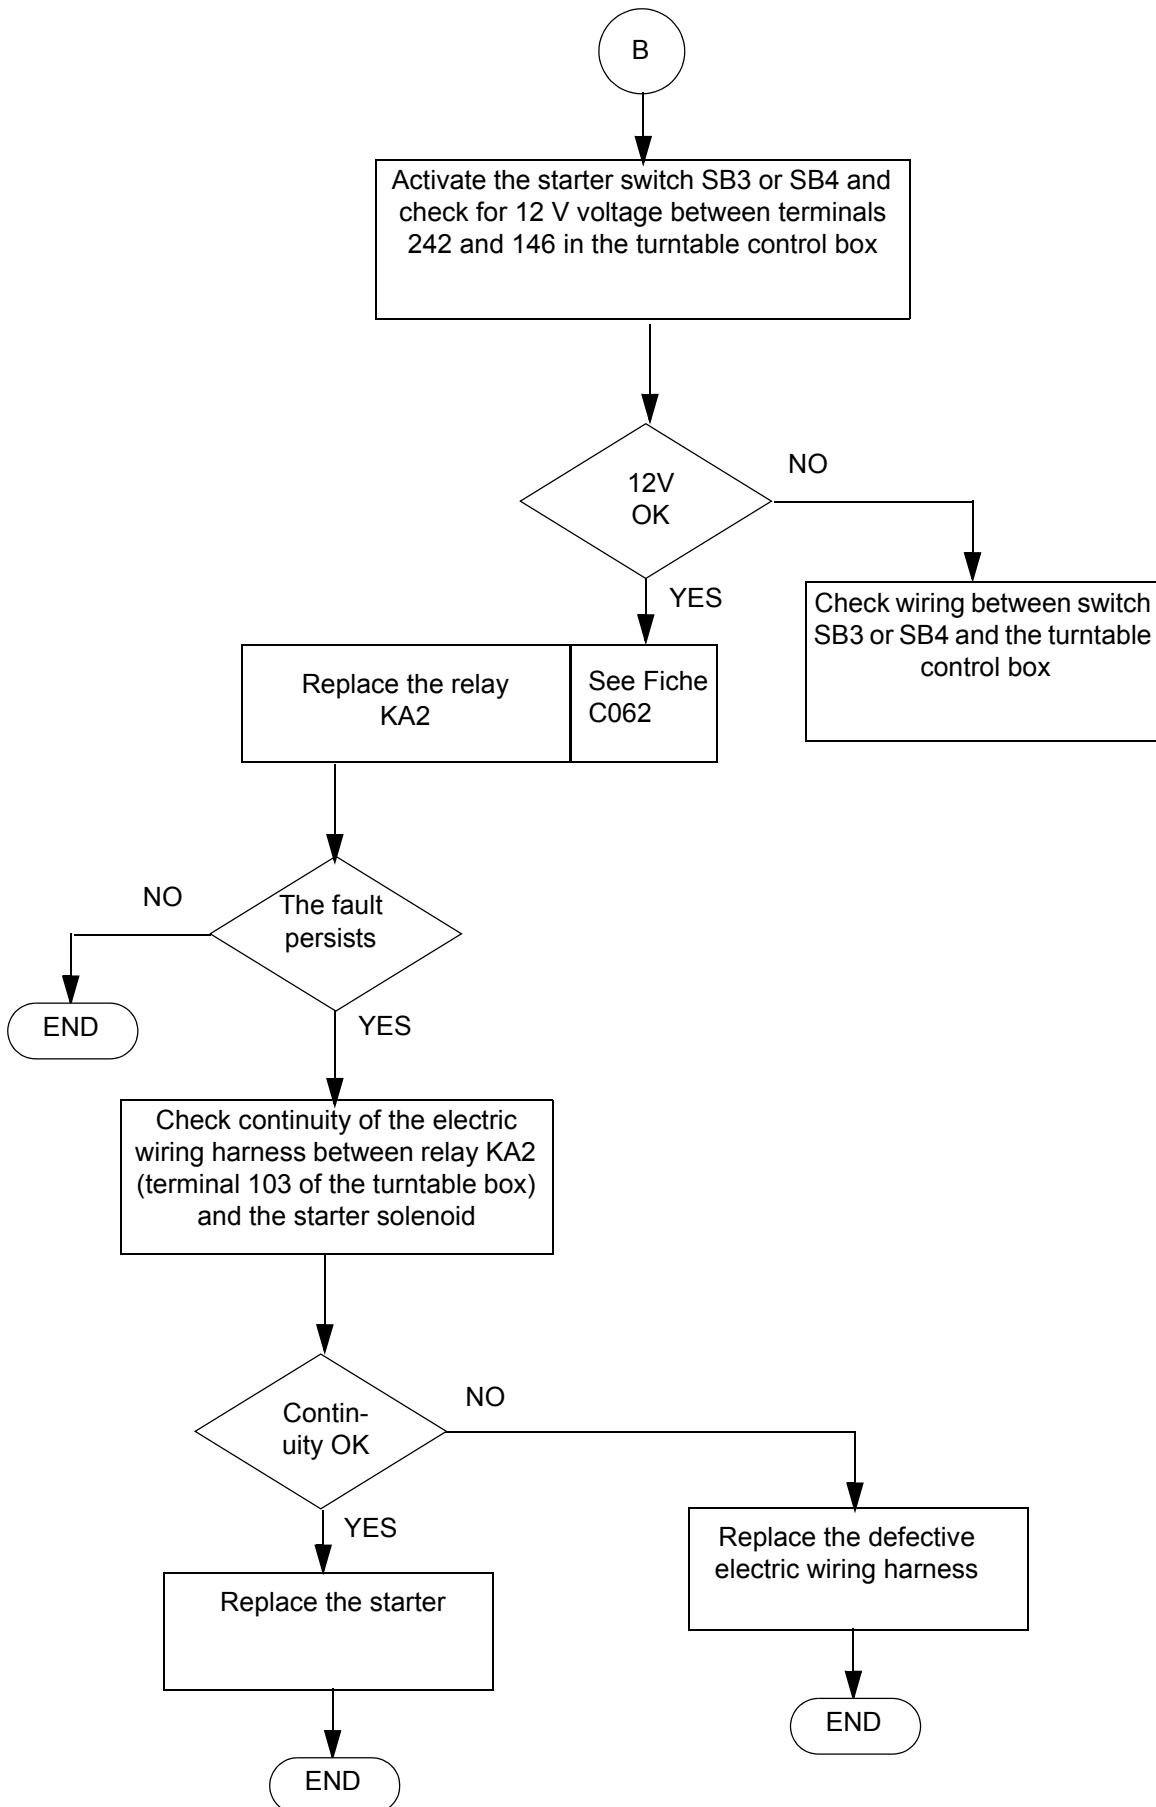 B
Activate the starter switch SB3 or SB4 and
check for 12 V voltage between terminals
242 and 146 in the turntable control box
12V
OK
NO
YES
Check wiring between switch
SB3 or SB4 and the turntable
control box
Replace the relay
KA2
See Fiche
C062
NO
The fault
persists
END
YES
Check continuity of the electric
wiring harness between relay KA2
(terminal 103 of the turntable box)
and the starter solenoid
Contin-
uity OK
NO
YES
Replace the defective
electric wiring harness
Replace the starter
END
END